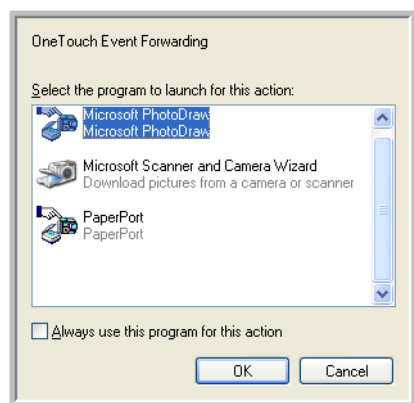 OneTouch Event Forwarding
Select the program to launch for this action:
Microsoft PhotoDraw
Microsoft PhotoDraw
Microsoft Scanner and Camera Wizard
Download pictures from a camera or scanner
PaperPort
PaperPort
Always use this program for this action
OK Cancel